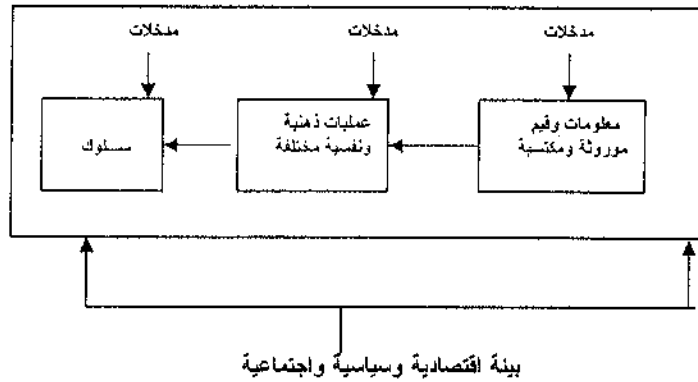 مدخلات
مدخلات
مدخلات
معلومات وقيم
موروثة ومكتسبة
عمليات ذهنية
ونفسية مختلفة
سلوك
بيئة اقتصادية وسياسية واجتماعية